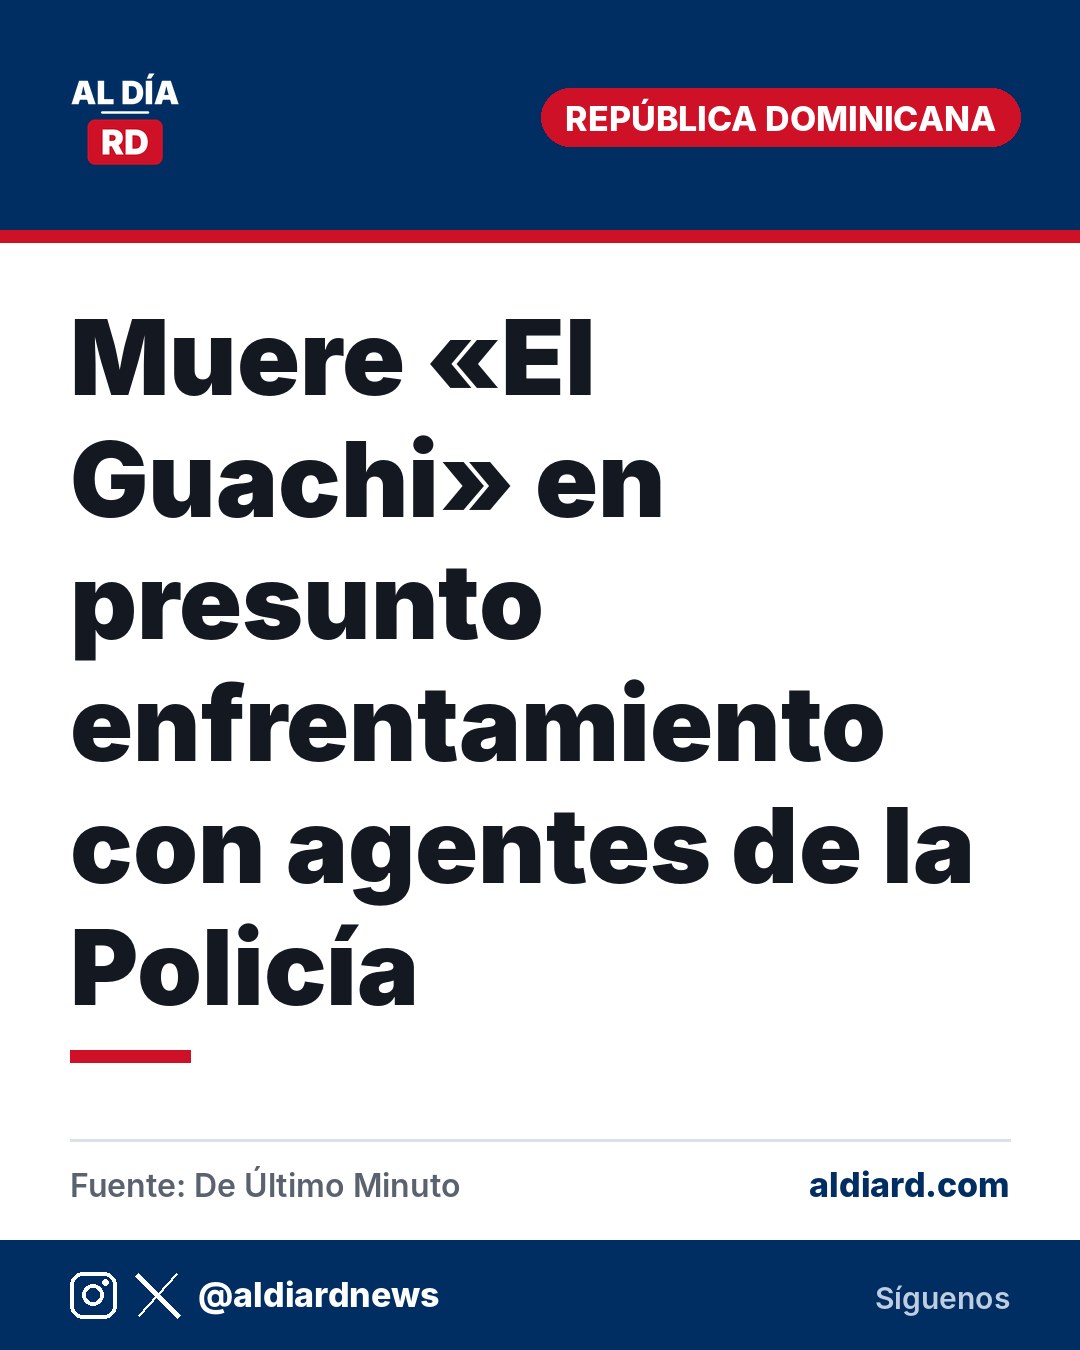 AL DÍA
RD
REPÚBLICA DOMINICANA
Muere «El
Guachi» en
presunto
enfrentamiento
con agentes de la
Policía
Fuente: De Último Minuto
aldiard.com
@aldiardnews
Síguenos